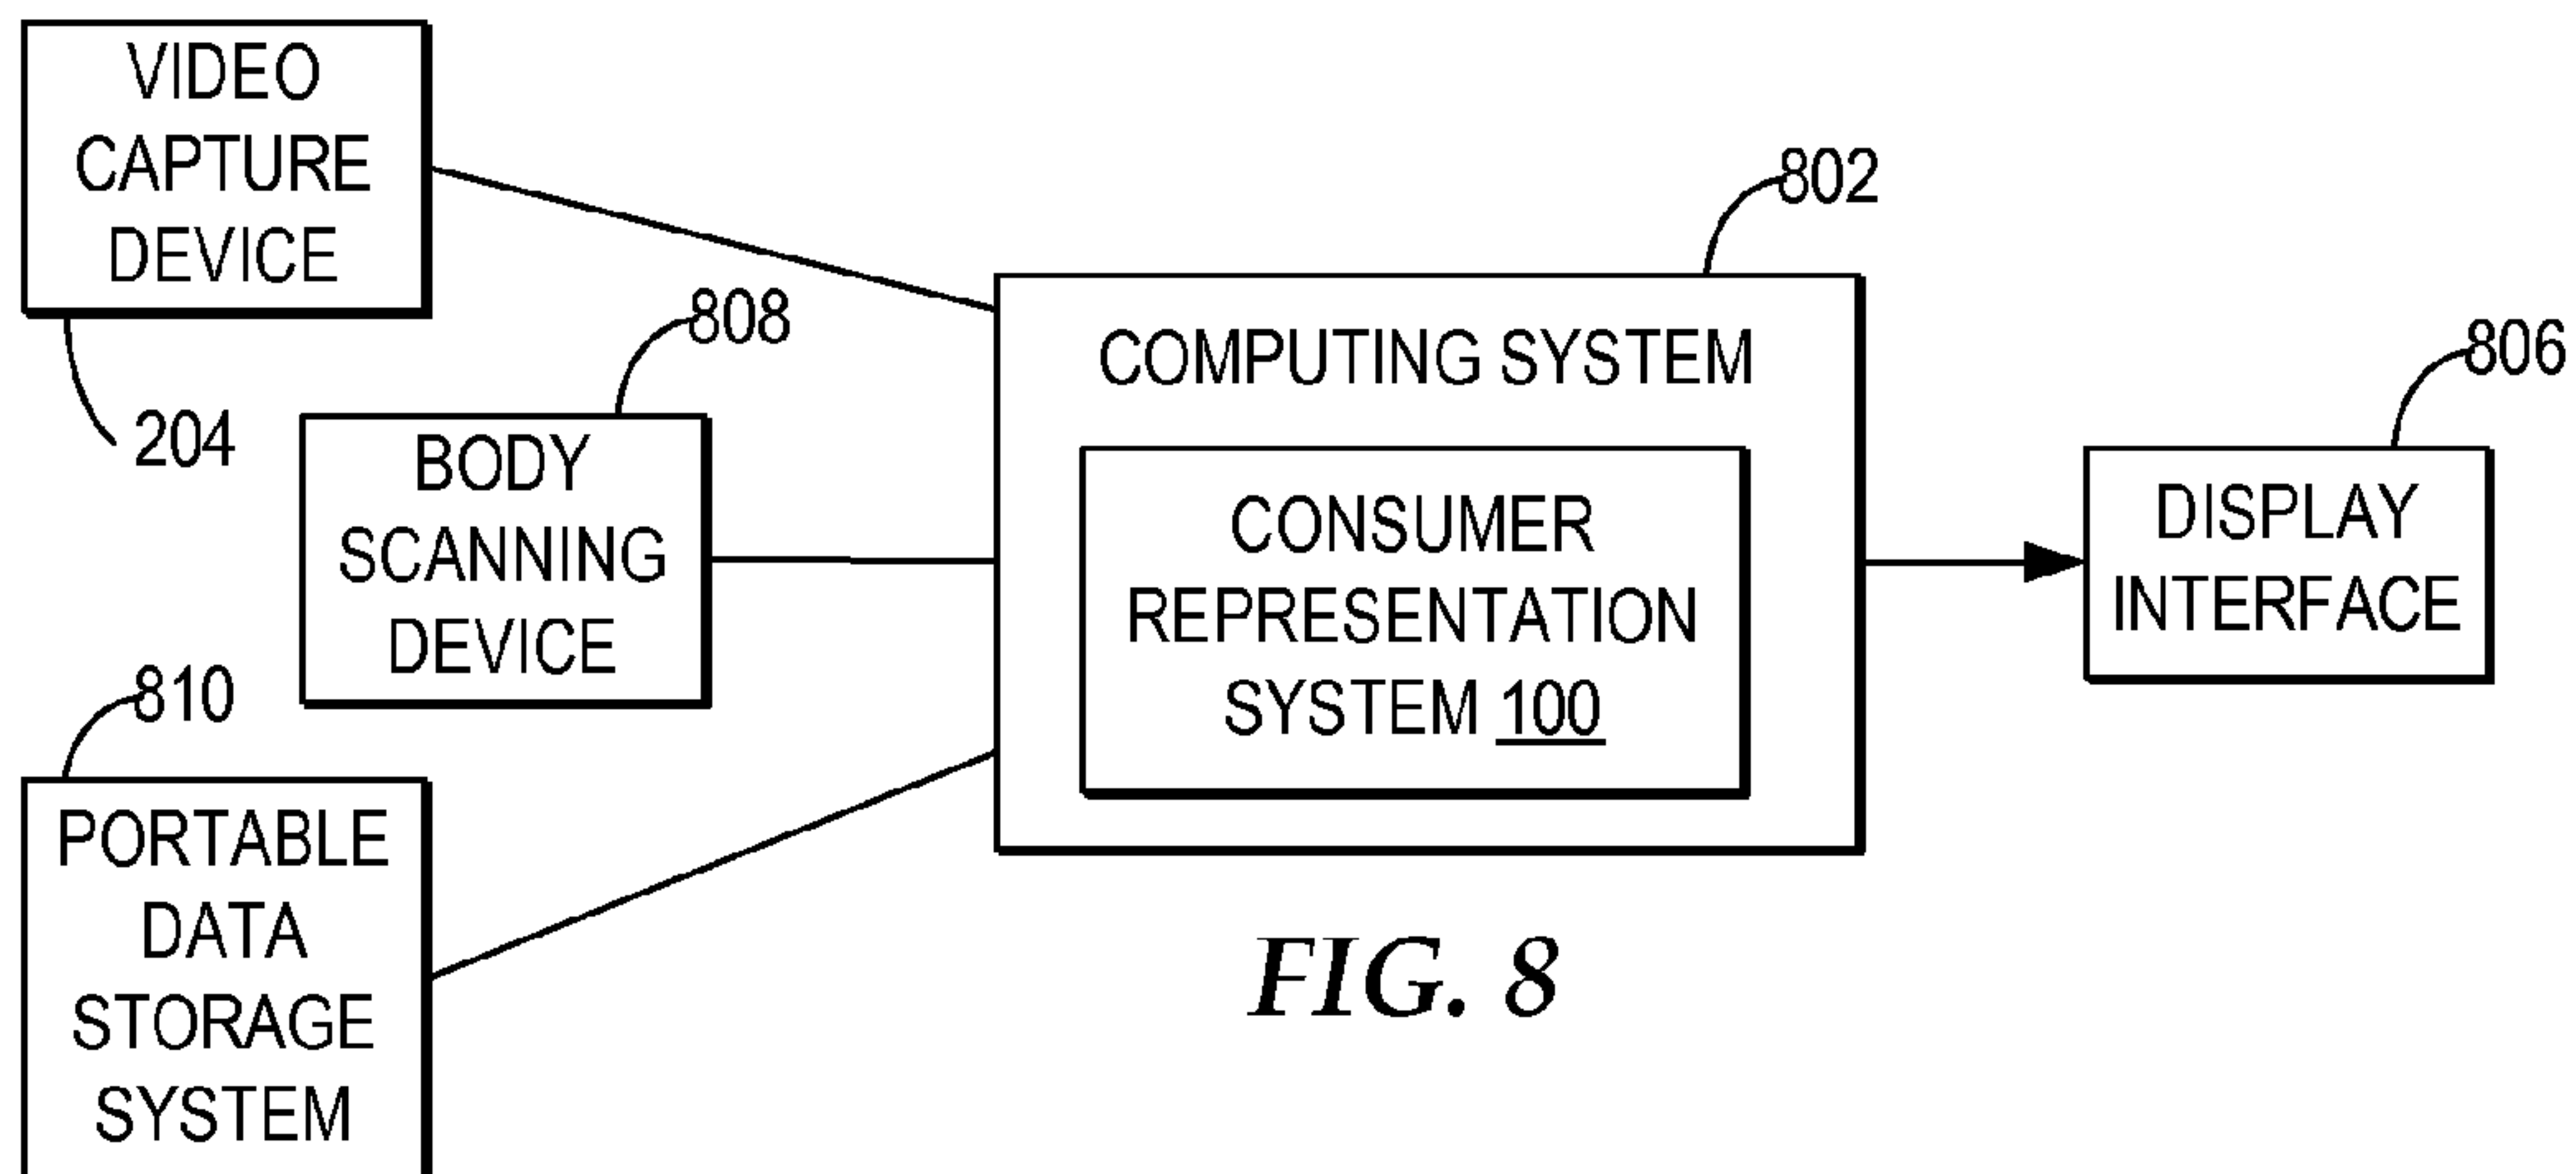 VIDEO
CAPTURE
DEVICE
204
808
BODY
SCANNING
DEVICE
810
PORTABLE
DATA
STORAGE
SYSTEM
802
COMPUTING SYSTEM
CONSUMER
REPRESENTATION
SYSTEM 100
806
DISPLAY
INTERFACE
FIG. 8